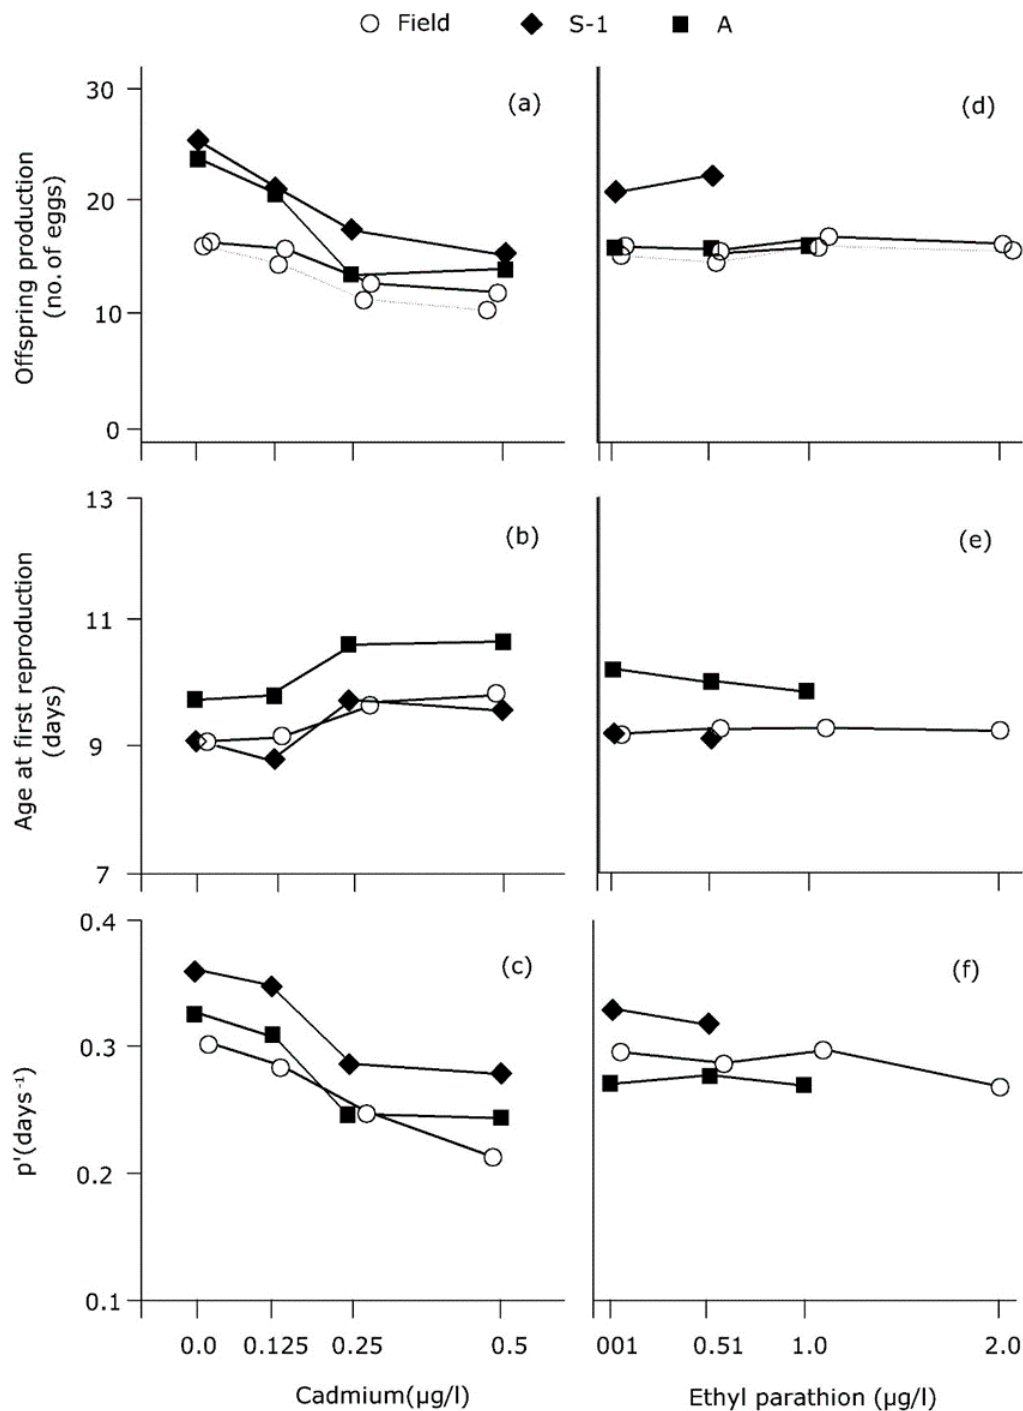 Field S-1 A
Offspring production
(no. of eggs)
30
20
10
0
(a)
(d)
Age at first reproduction
(days)
13
11
9
7
(b)
(e)
p'(days⁻¹)
0.4
0.3
0.2
0.1
(c)
(f)
0.0 0.125 0.25 0.5
001 0.51 1.0 2.0
Cadmium(µg/l)
Ethyl parathion (µg/l)